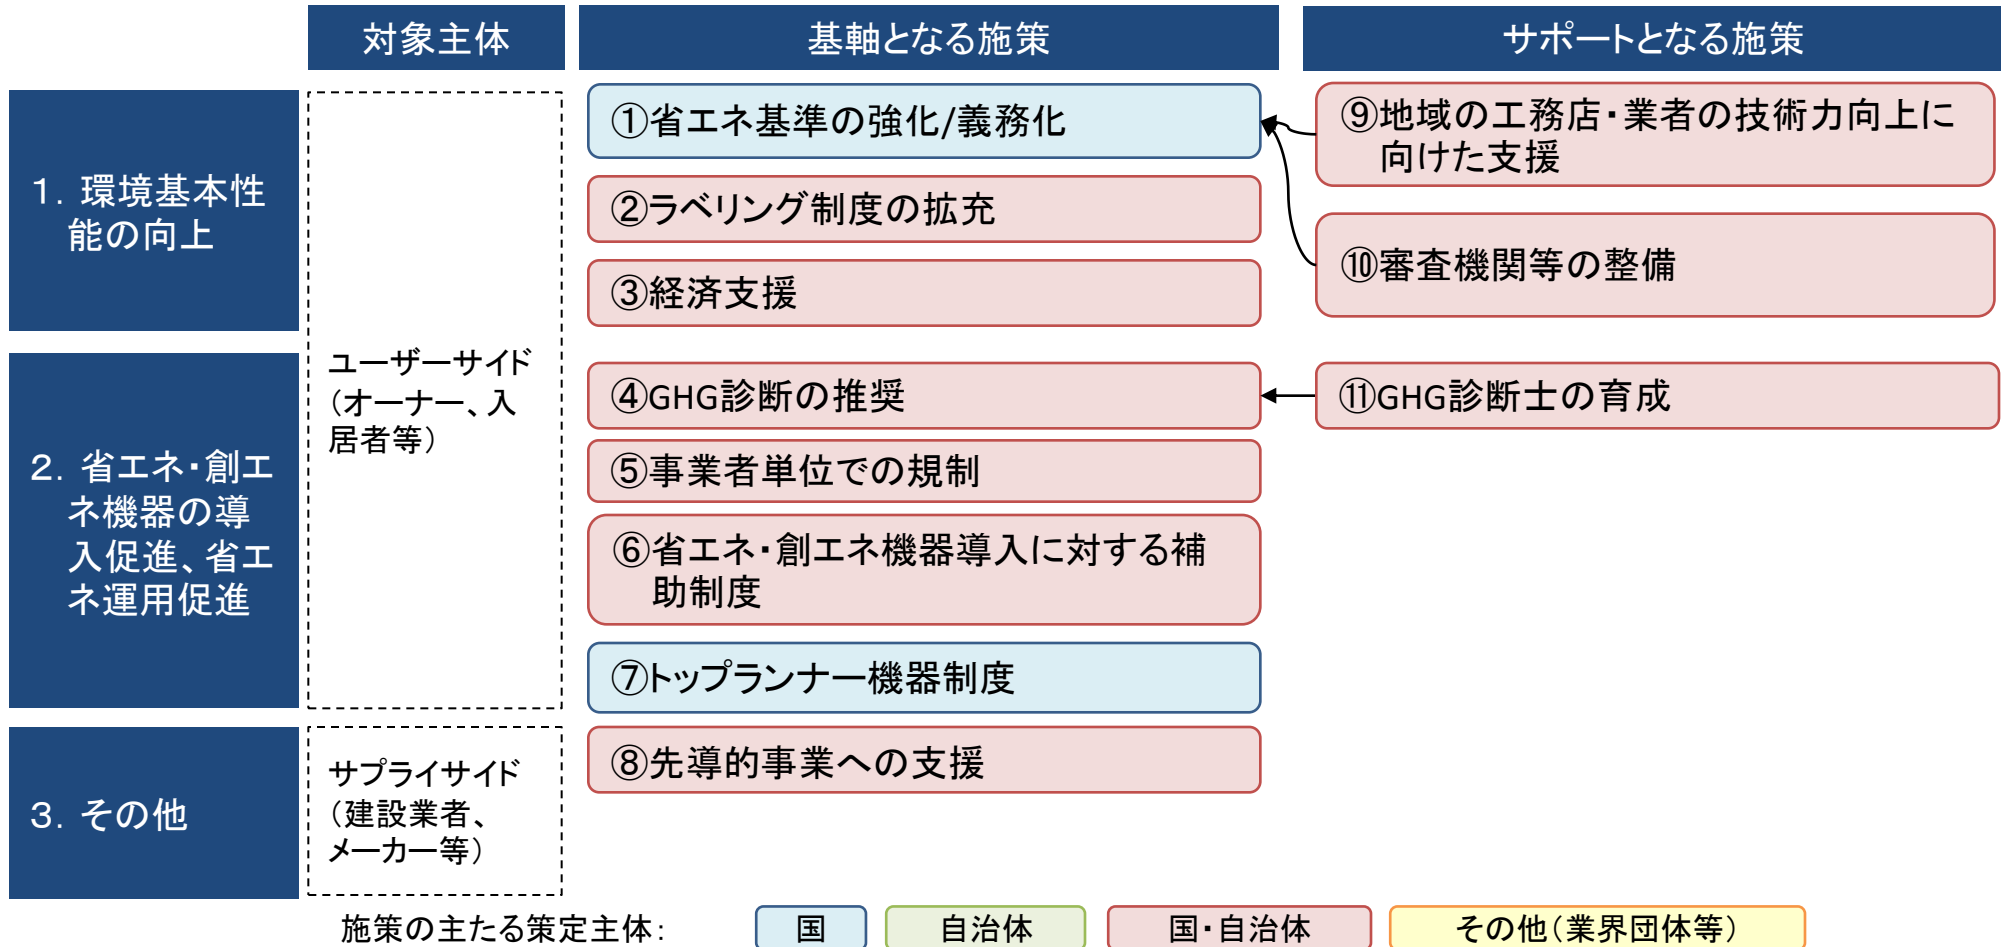 対象主体
基軸となる施策
サポートとなる施策
1．環境基本性
能の向上
2．省エネ・創エ
ネ機器の導
入促進、省エ
ネ運用促進
3．その他
ユーザーサイド
（オーナー、入
居者等）
サプライサイド
（建設業者、
メーカー等）
①省エネ基準の強化/義務化
②ラベリング制度の拡充
③経済支援
④GHG診断の推奨
⑤事業者単位での規制
⑥省エネ・創エネ機器導入に対する補
助制度
⑦トップランナー機器制度
⑧先導的事業への支援
⑨地域の工務店・業者の技術力向上に
向けた支援
⑩審査機関等の整備
⑪GHG診断士の育成
施策の主たる策定主体：
国
自治体
国・自治体
その他（業界団体等）